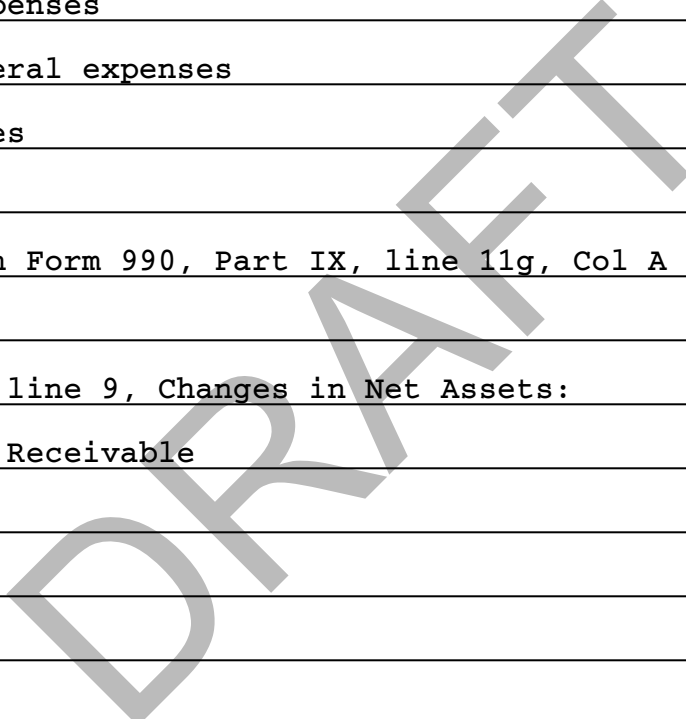 penses
eral expenses
es
n Form 990, Part IX, line 11g, Col A
line 9, Changes in Net Assets:
Receivable
DRAFT